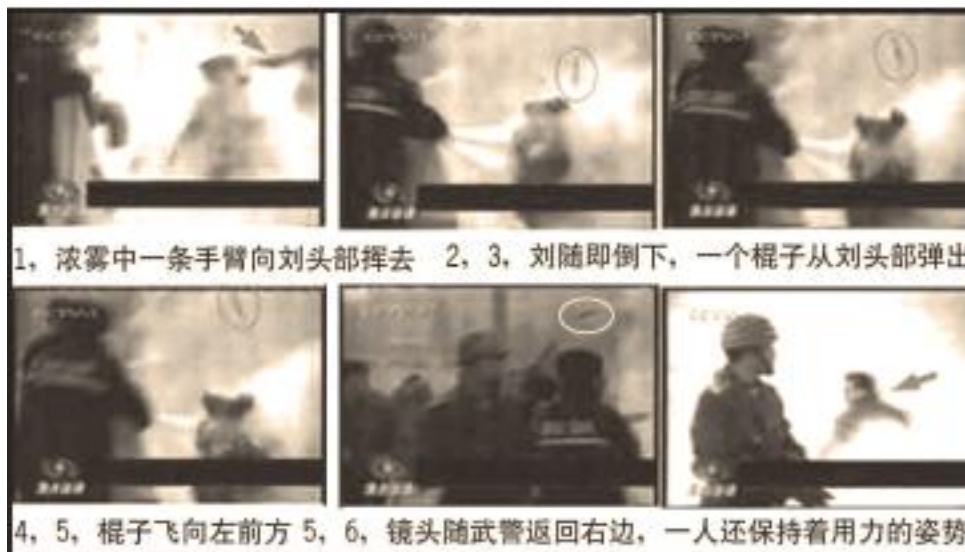 1, 浓雾中一条手臂向刘头部挥去 2, 3, 刘随即倒下, 一个棍子从刘头部弹出
4, 5, 棍子飞向左前方 5, 6, 镜头随武警返回右边, 一人还保持着用力的姿势